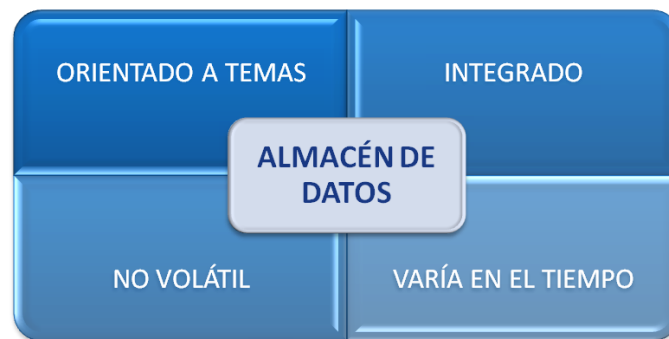 ORIENTADO A TEMAS
INTEGRADO
ALMACÉN DE
DATOS
NO VOLÁTIL
VARÍA EN EL TIEMPO